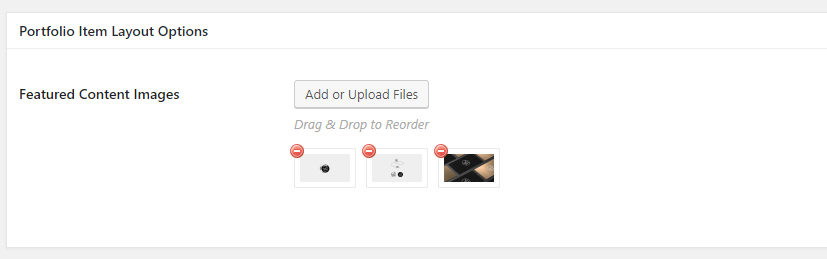 Portfolio Item Layout Options
Featured Content Images
Add or Upload Files
Drag & Drop to Reorder